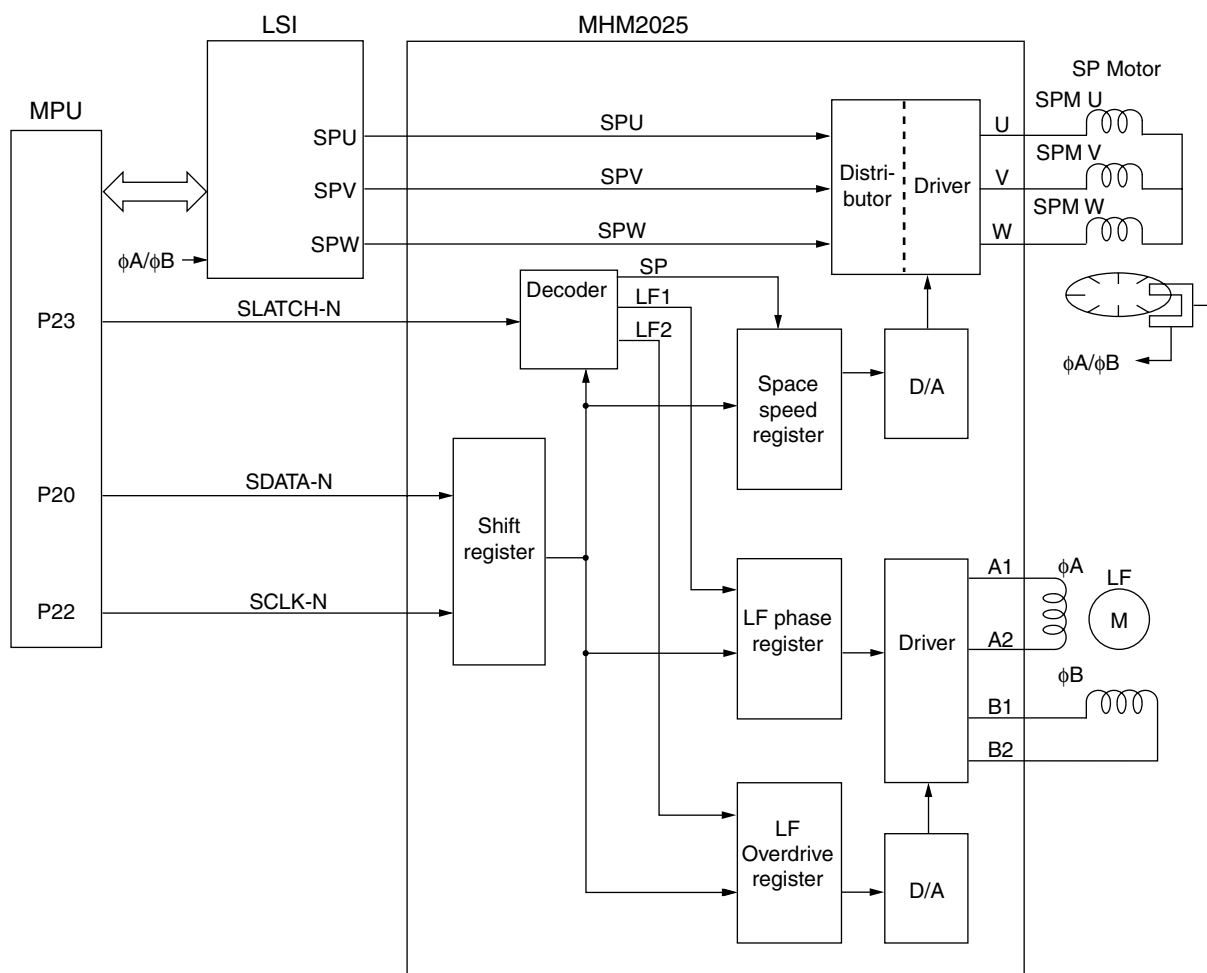 LSI
MHM2025
SP Motor
MPU
SPM U
SPU
SPU
U
SPM V
SPV
SPV
Distri-
butor
Driver
V
SPM W
SPW
SPW
W
φA/φB
SP
Decoder
LF1
P23
SLATCH-N
LF2
φA/φB
Space
speed
register
D/A
P20
SDATA-N
Shift
register
A1
φA
LF
P22
SCLK-N
LF phase
register
Driver
M
A2
φB
B1
B2
LF
Overdrive
register
D/A